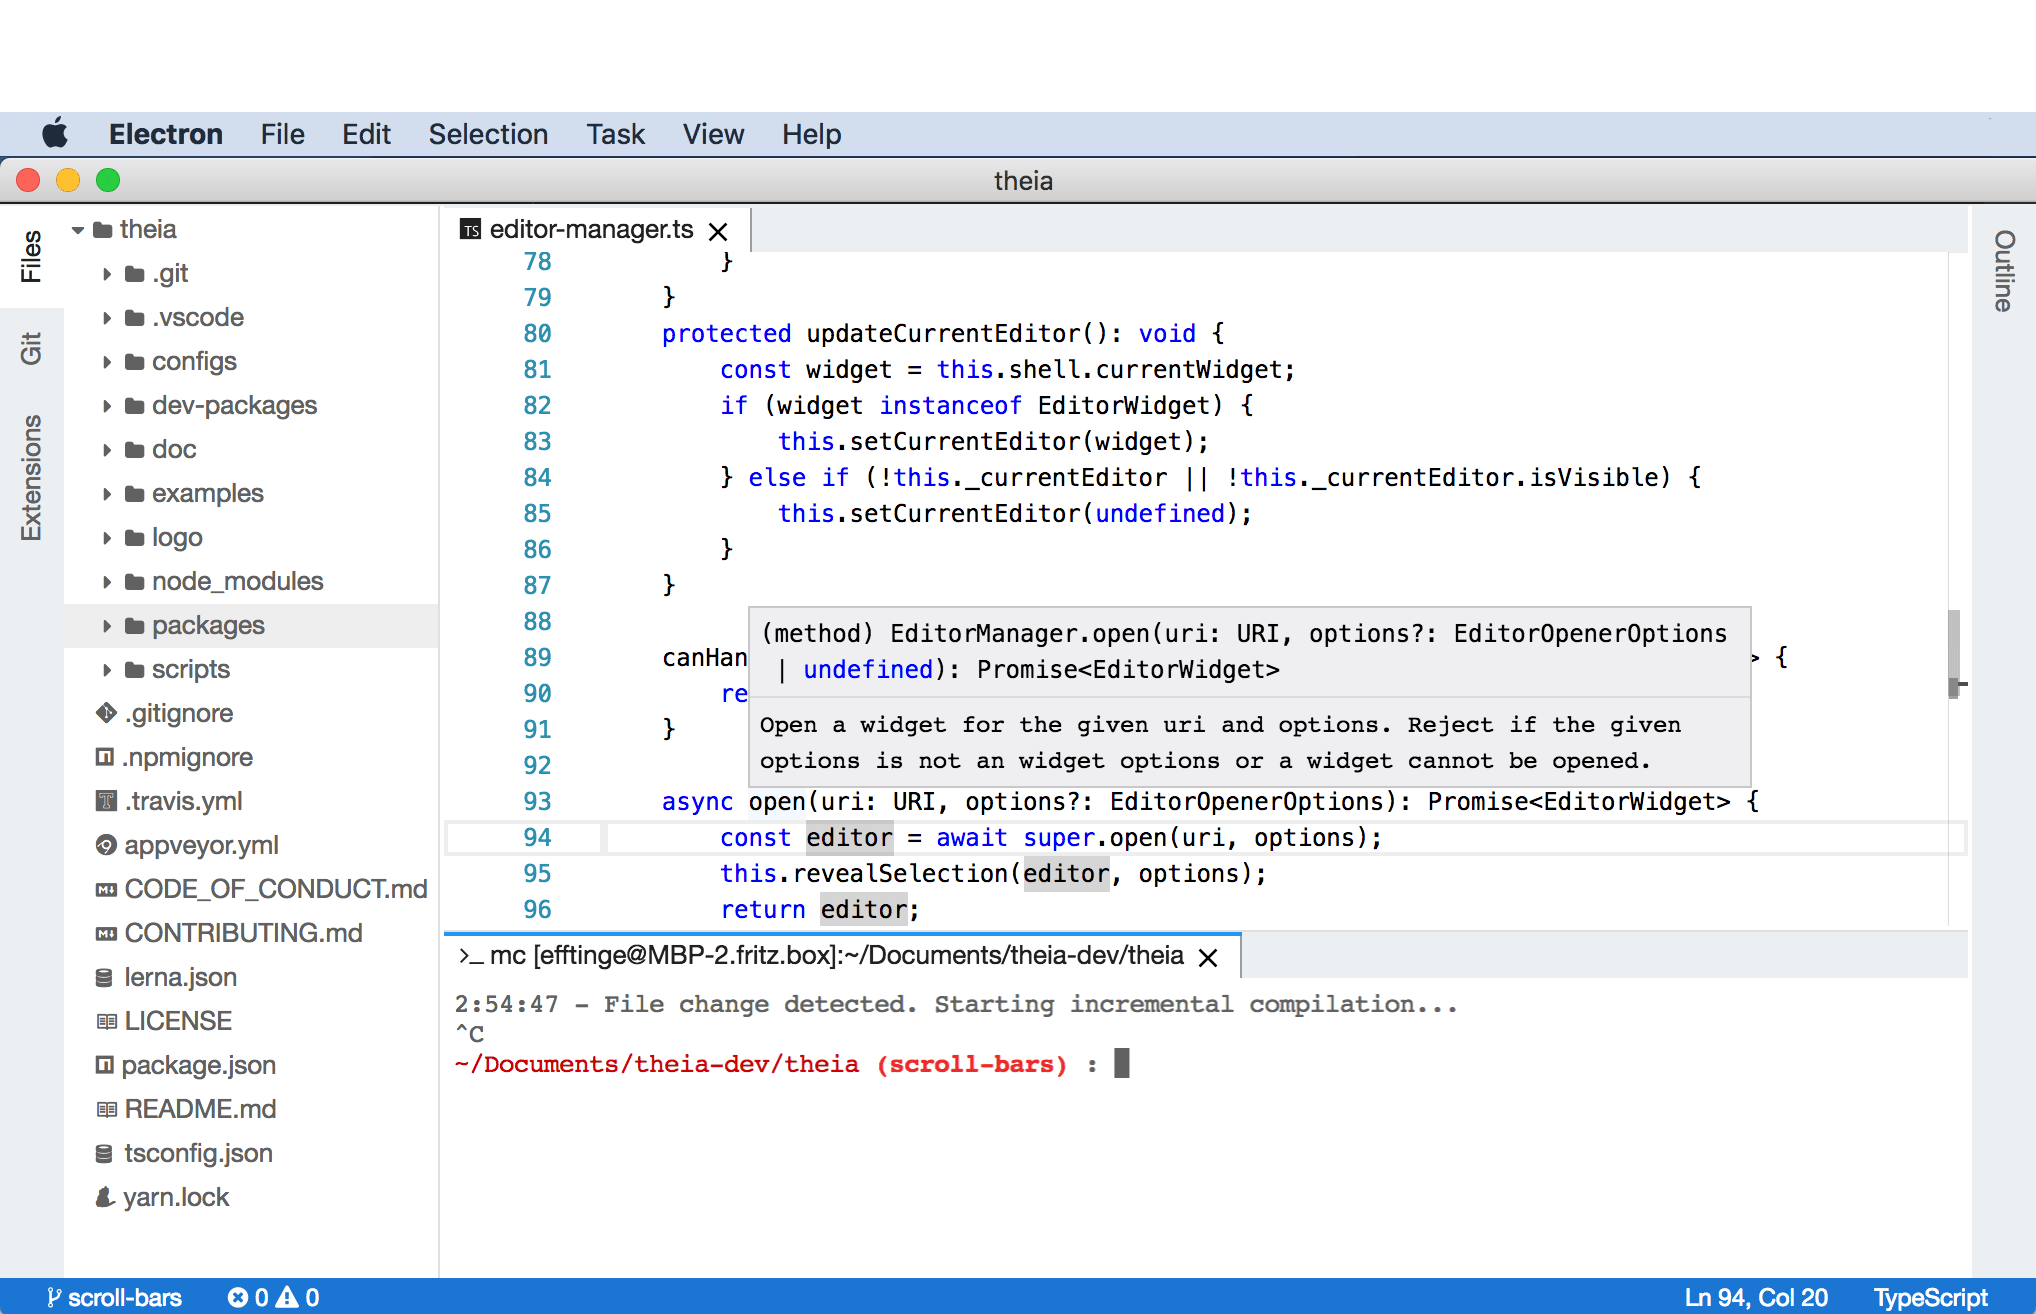 Electron File Edit Selection Task View Help
theia
Files
Git
Extensions
theia
.git
.vscode
configs
dev-packages
doc
examples
logo
node_modules
packages
scripts
.gitignore
.npmignore
.travis.yml
appveyor.yml
CODE_OF_CONDUCT.md
CONTRIBUTING.md
lerna.json
LICENSE
package.json
README.md
tsconfig.json
yarn.lock
TS editor-manager.ts
78 }
79 }
80 protected updateCurrentEditor(): void {
81 const widget = this.shell.currentWidget;
82 if (widget instanceof EditorWidget) {
83 this.setCurrentEditor(widget);
84 } else if (!this._currentEditor || !this._currentEditor.isVisible) {
85 this.setCurrentEditor(undefined);
86 }
87 }
88
(method) EditorManager.open(uri: URI, options?: EditorOpenerOptions
| undefined): Promise<EditorWidget>
89 canHan > {
90 re
Open a widget for the given uri and options. Reject if the given
options is not an widget options or a widget cannot be opened.
91 }
92
93 async open(uri: URI, options?: EditorOpenerOptions): Promise<EditorWidget> {
94 const editor = await super.open(uri, options);
95 this.revealSelection(editor, options);
96 return editor;
>_ mc [efftinge@MBP-2.fritz.box]:~/Documents/theia-dev/theia
2:54:47 - File change detected. Starting incremental compilation...
^C
~/Documents/theia-dev/theia (scroll-bars) :
Outline
scroll-bars 0 0 Ln 94, Col 20 TypeScript